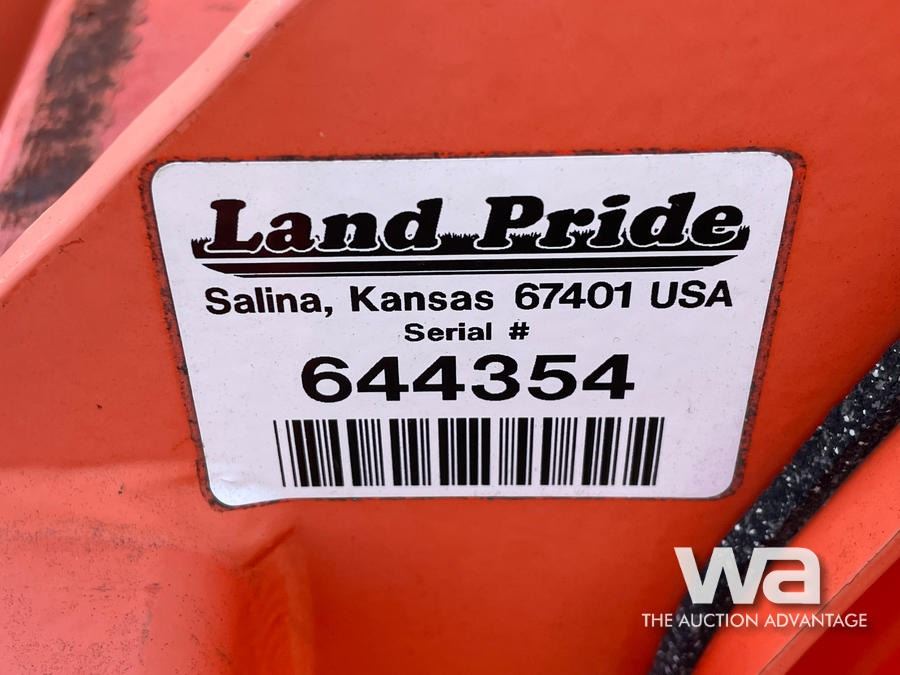 Land Pride
Salina, Kansas 67401 USA
Serial #
644354
wa
THE AUCTION ADVANTAGE